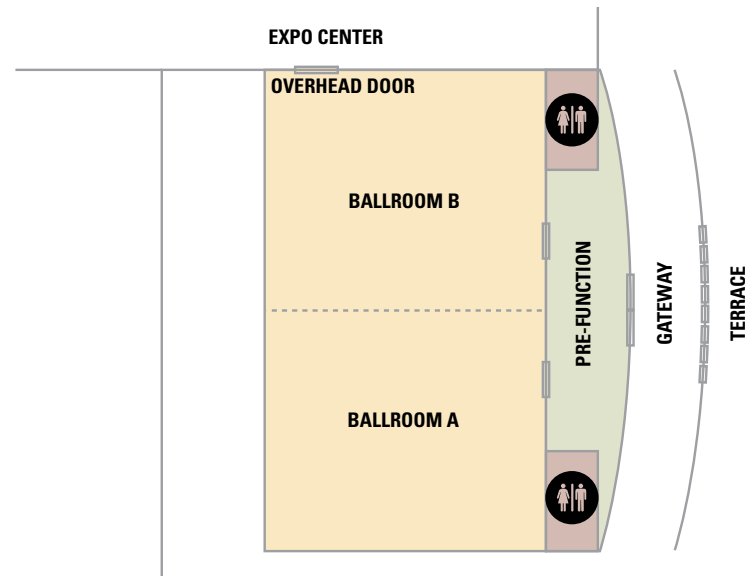 EXPO CENTER
OVERHEAD DOOR
BALLROOM B
PRE-FUNCTION
GATEWAY
TERRACE
BALLROOM A